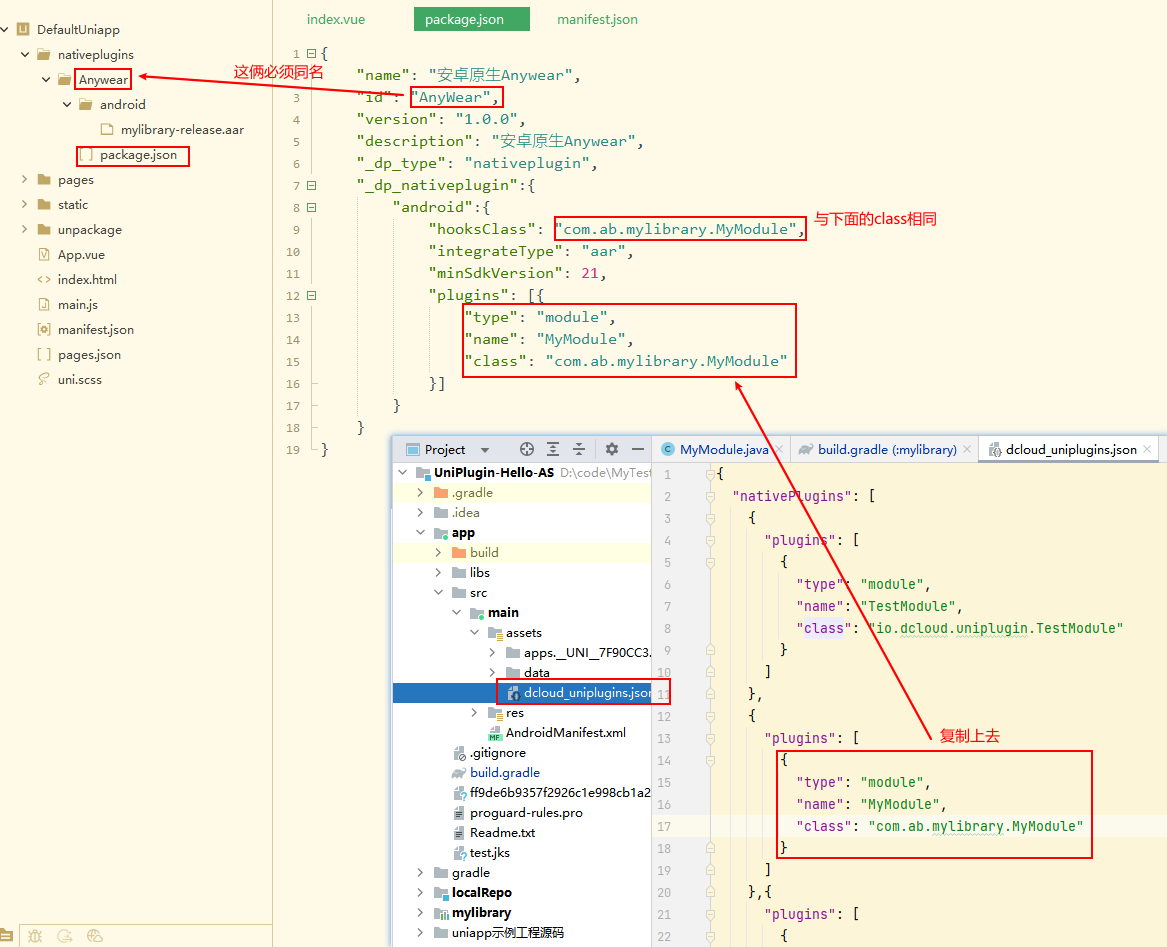 DefaultUniapp
nativeplugins
Anywear
android
mylibrary-release.aar
package.json
pages
static
unpackage
App.vue
index.html
main.js
manifest.json
pages.json
uni.scss
index.vue
package.json
manifest.json
1 {
"name": "安卓原生Anywear",
这俩必须同名
3 "id": "AnyWear",
4 "version": "1.0.0",
5 "description": "安卓原生Anywear",
6 "_dp_type": "nativeplugin",
7 "_dp_nativeplugin":{
8 "android":{
9 "hooksClass": "com.ab.mylibrary.MyModule",
与下面的class相同
10 "integrateType": "aar",
11 "minSdkVersion": 21,
12 "plugins": [{
13 "type": "module",
14 "name": "MyModule",
15 "class": "com.ab.mylibrary.MyModule"
16 }]
17 }
18 }
19 }
Project
UniPlugin-Hello-AS D:\code\MyTest
.gradle
.idea
app
build
libs
src
main
assets
apps.__UNI__7F90CC3.
data
dcloud_uniplugins.json
res
AndroidManifest.xml
.gitignore
build.gradle
ff9de6b9357f2926c1e998cb1a2
proguard-rules.pro
Readme.txt
test.jks
gradle
localRepo
mylibrary
uniapp示例工程源码
MyModule.java
build.gradle (:mylibrary)
dcloud_uniplugins.json
1 {
2 "nativePlugins": [
3 {
4 "plugins": [
5 {
6 "type": "module",
7 "name": "TestModule",
8 "class": "io.dcloud.uniplugin.TestModule"
9 }
10 ]
11 },
12 {
13 "plugins": [
复制上去
14 {
15 "type": "module",
16 "name": "MyModule",
17 "class": "com.ab.mylibrary.MyModule"
18 }
19 ]
20 },{
21 "plugins": [
22 {